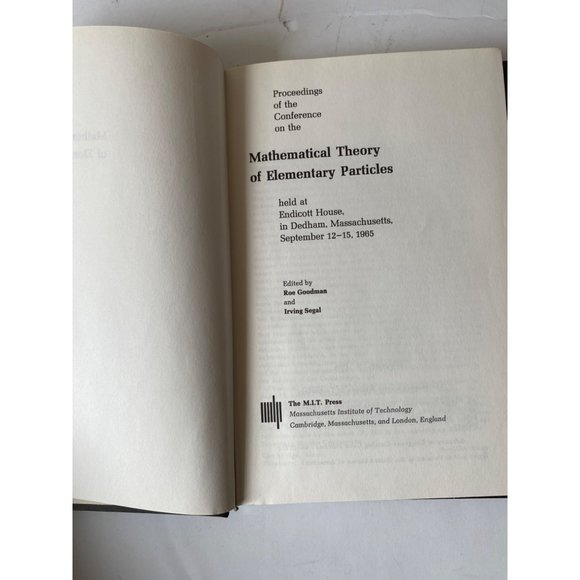 Proceedings
of the
Conference
on the
Mathematical Theory
of Elementary Particles
held at
Endicott House,
in Dedham, Massachusetts,
September 12–15, 1965
Edited by
Roe Goodman
and
Irving Segal
The M.I.T. Press
Massachusetts Institute of Technology
Cambridge, Massachusetts, and London, England